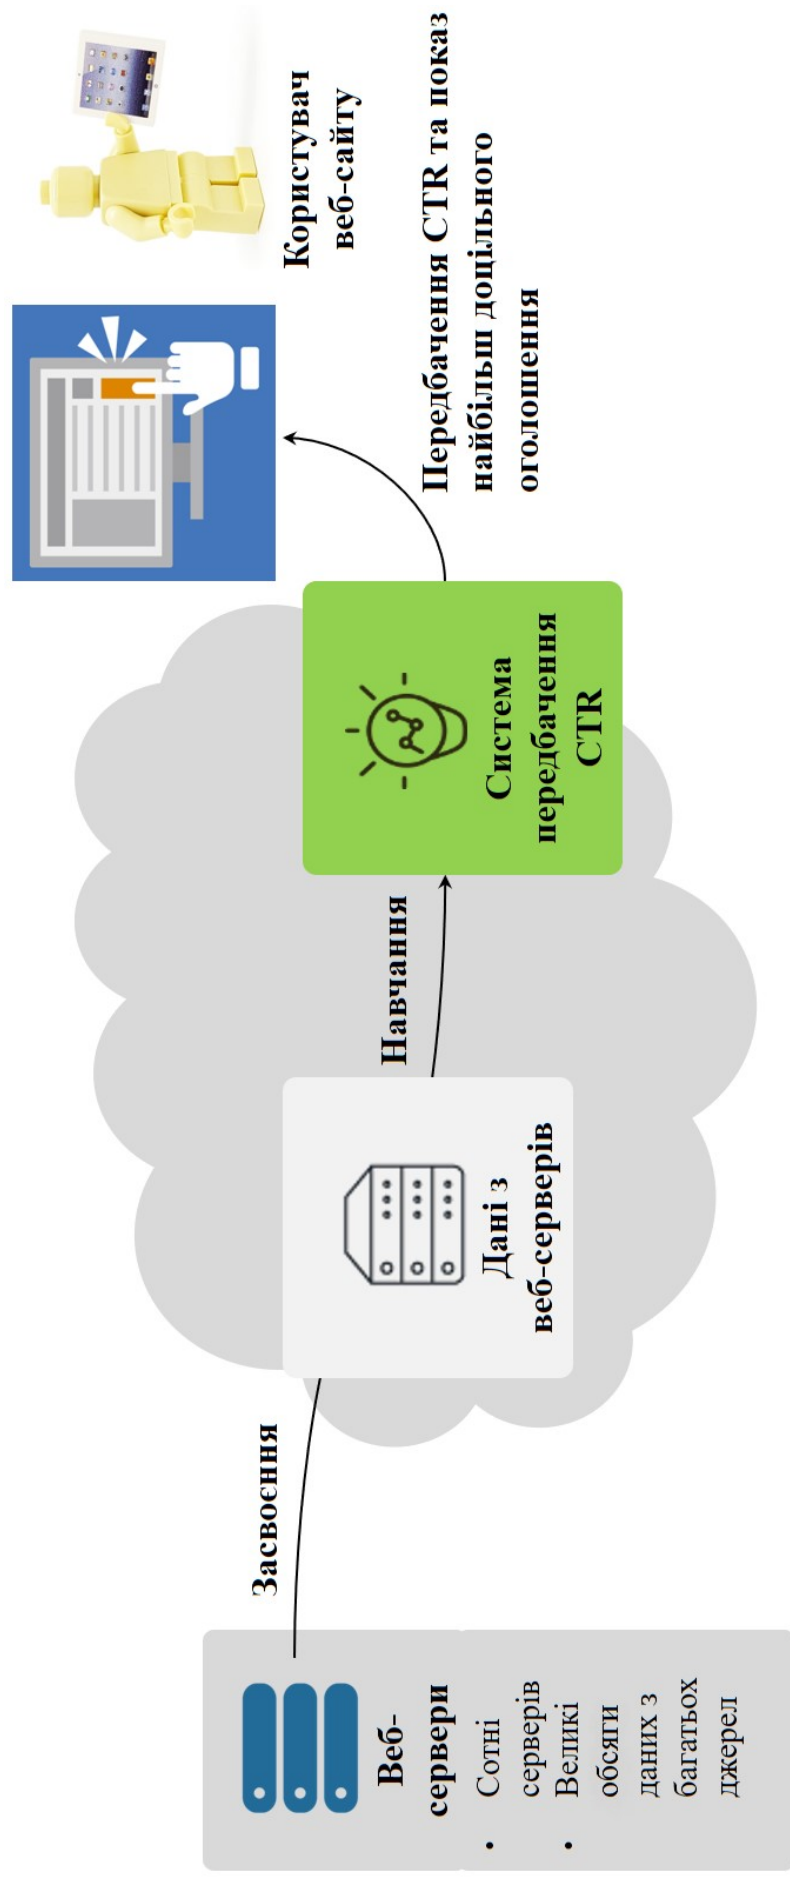 Веб-
сервери
• Сотні
серверів
• Великі
обсяги
даних з
багатьох
джерел
Засвоєння
Дані з
веб-серверів
Навчання
Система
передбачення
CTR
Передбачення CTR та показ
найбільш доцільного
оголошення
Користувач
веб-сайту